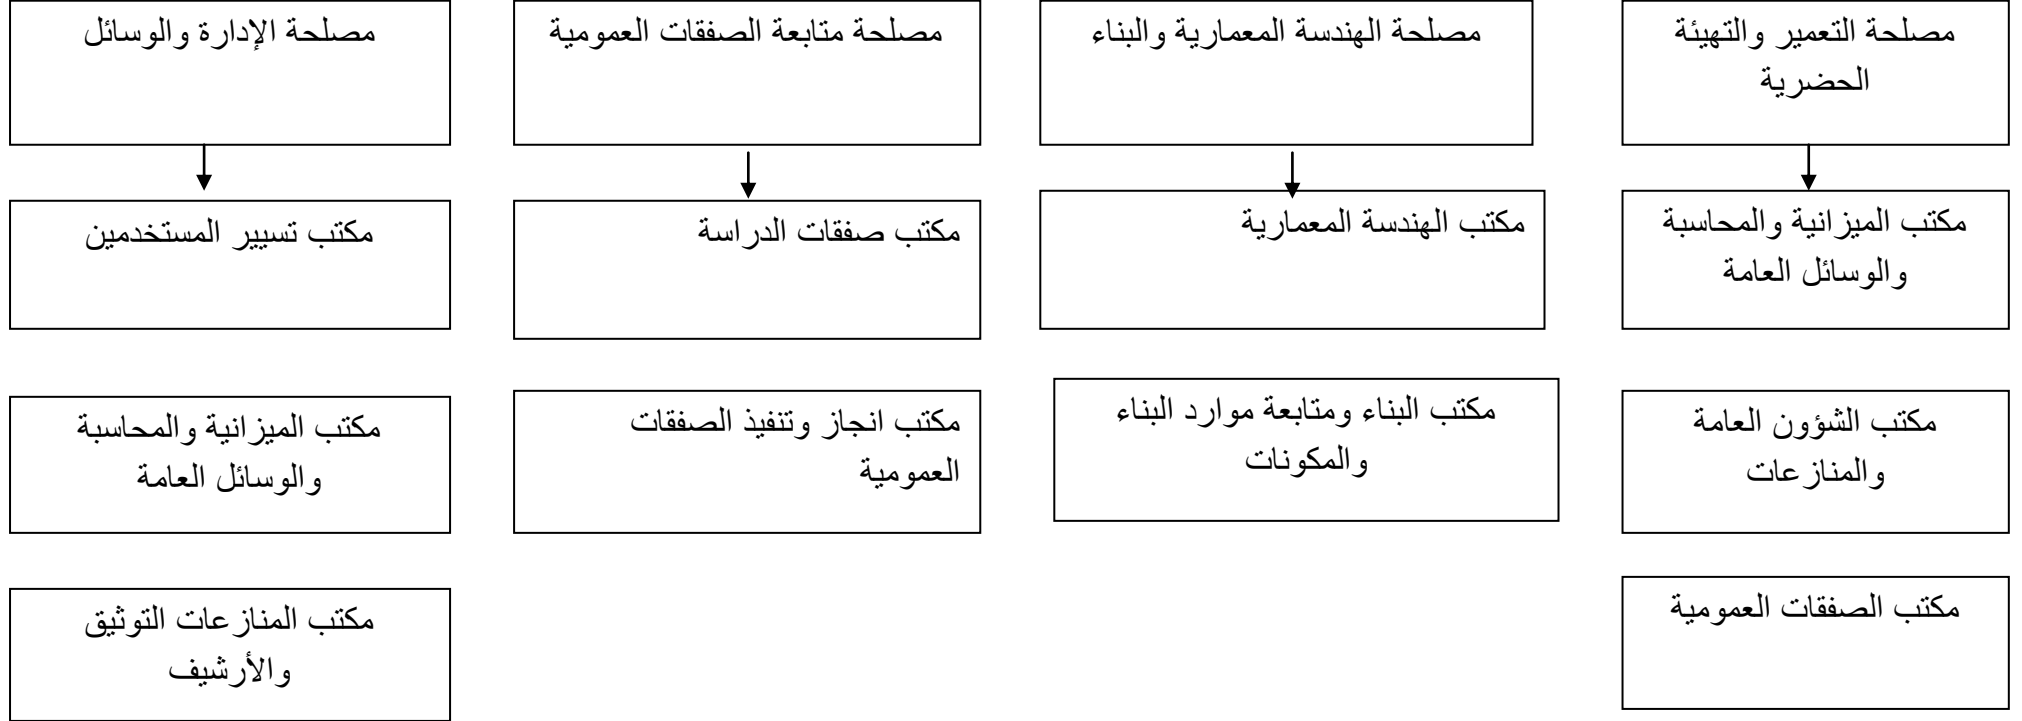 مصلحة التعمير والتهيئة
الحضرية
مصلحة الهندسة المعمارية والبناء
مصلحة متابعة الصفقات العمومية
مصلحة الإدارة والوسائل
مكتب الميزانية والمحاسبة
والوسائل العامة
مكتب الهندسة المعمارية
مكتب صفقات الدراسة
مكتب تسيير المستخدمين
مكتب الشؤون العامة
والمنازعات
مكتب البناء ومتابعة موارد البناء
والمكونات
مكتب انجاز وتنفيذ الصفقات
العمومية
مكتب الميزانية والمحاسبة
والوسائل العامة
مكتب الصفقات العمومية
مكتب المنازعات التوثيق
والأرشيف